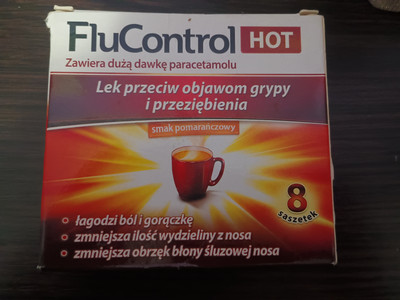 FluControl HOT
Zawiera dużą dawkę paracetamolu
Lek przeciw objawom grypy
i przeziębienia
smak pomarańczowy
8
saszetek
łagodzi ból i gorączkę
zmniejsza ilość wydzieliny z nosa
zmniejsza obrzęk błony śluzowej nosa